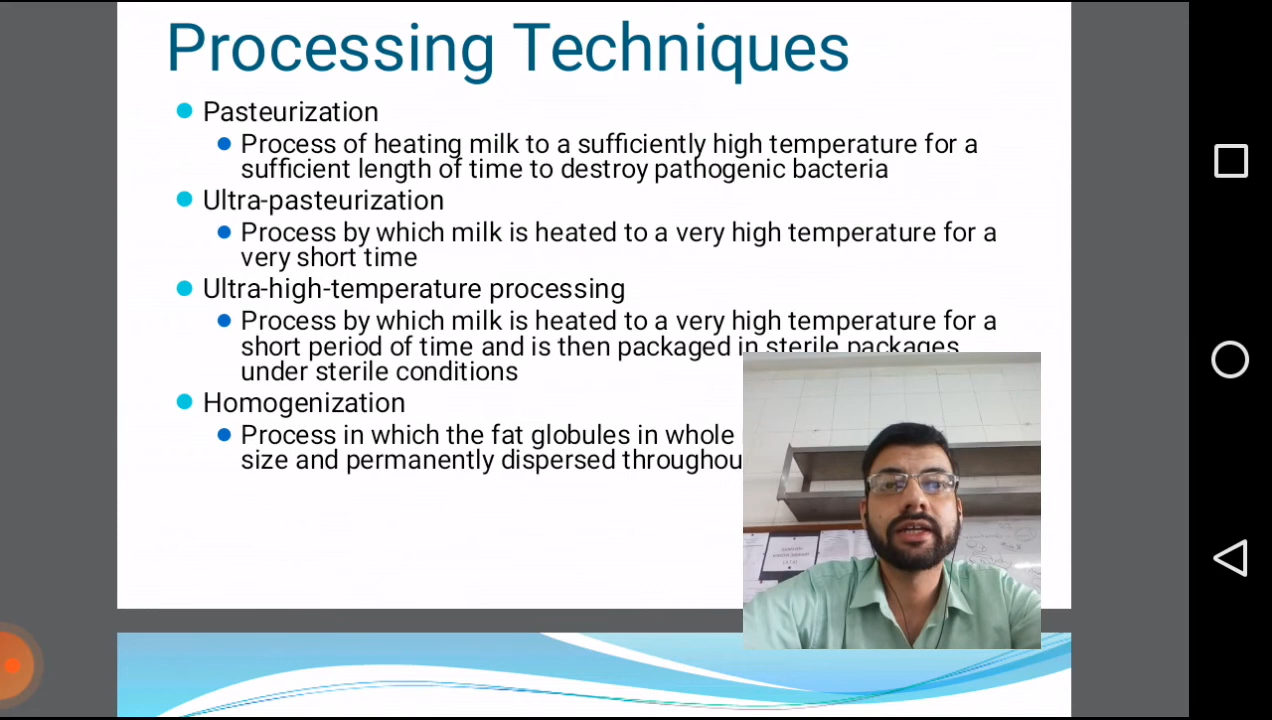 Processing Techniques
Pasteurization
Process of heating milk to a sufficiently high temperature for a
sufficient length of time to destroy pathogenic bacteria
Ultra-pasteurization
Process by which milk is heated to a very high temperature for a
very short time
Ultra-high-temperature processing
Process by which milk is heated to a very high temperature for a
short period of time and is then packaged in sterile packages
under sterile conditions
Homogenization
Process in which the fat globules in whole
size and permanently dispersed